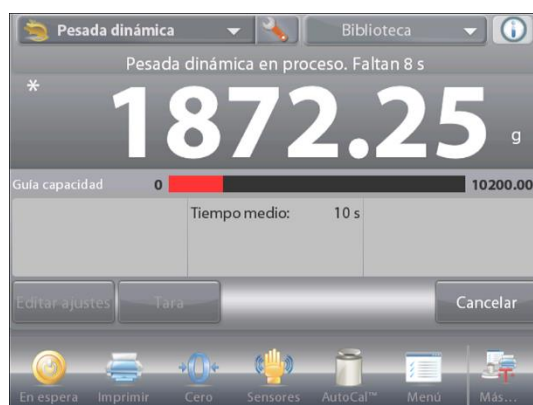 Pesada dinámica Biblioteca
Pesada dinámica en proceso. Faltan 8 s
* 1872.25 g
Guía capacidad 0 10200.00
Tiempo medio: 10 s
Editar ajustes Tara Cancelar
En espera Imprimir Cero Sensores AutoCal™ Menú Más...